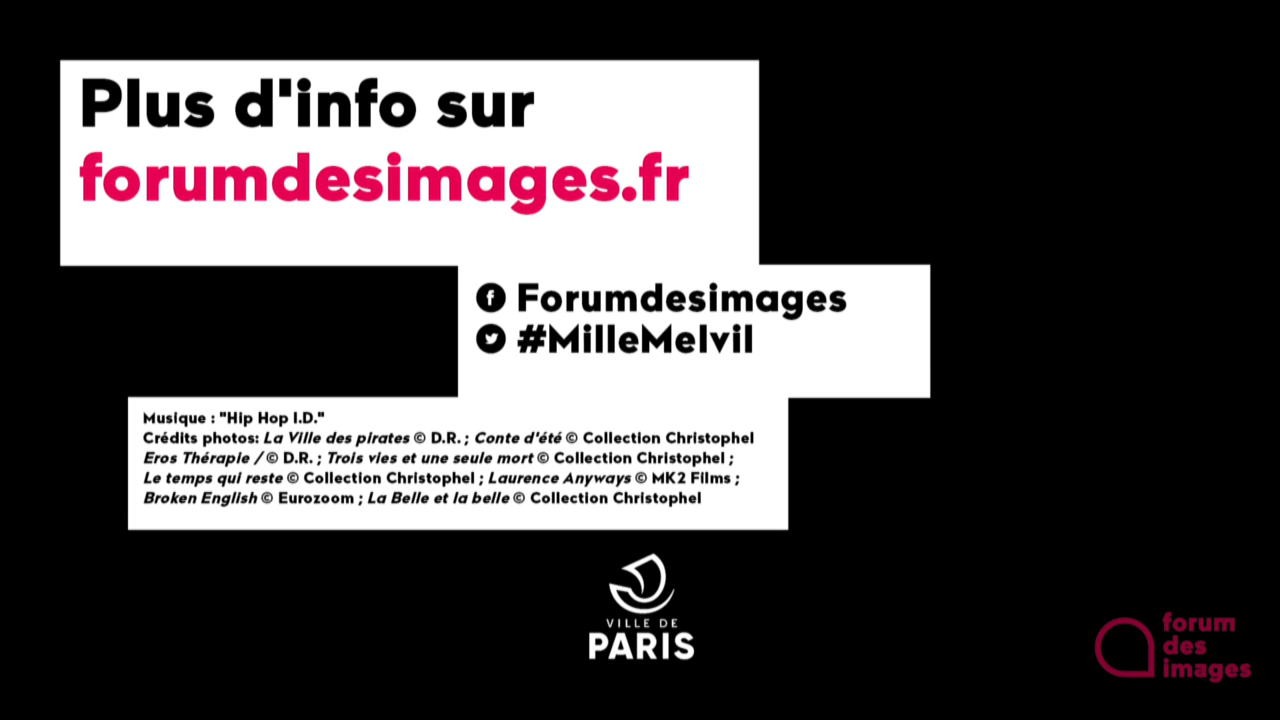 Plus d'info sur
forumdesimages.fr
Forumdesimages
#MilleMelvil
Musique : "Hip Hop I.D."
Crédits photos: La Ville des pirates © D.R. ; Conte d'été © Collection Christophel
Eros Thérapie / © D.R. ; Trois vies et une seule mort © Collection Christophel ;
Le temps qui reste © Collection Christophel ; Laurence Anyways © MK2 Films ;
Broken English © Eurozoom ; La Belle et la belle © Collection Christophel
VILLE DE
PARIS
forum
des
images